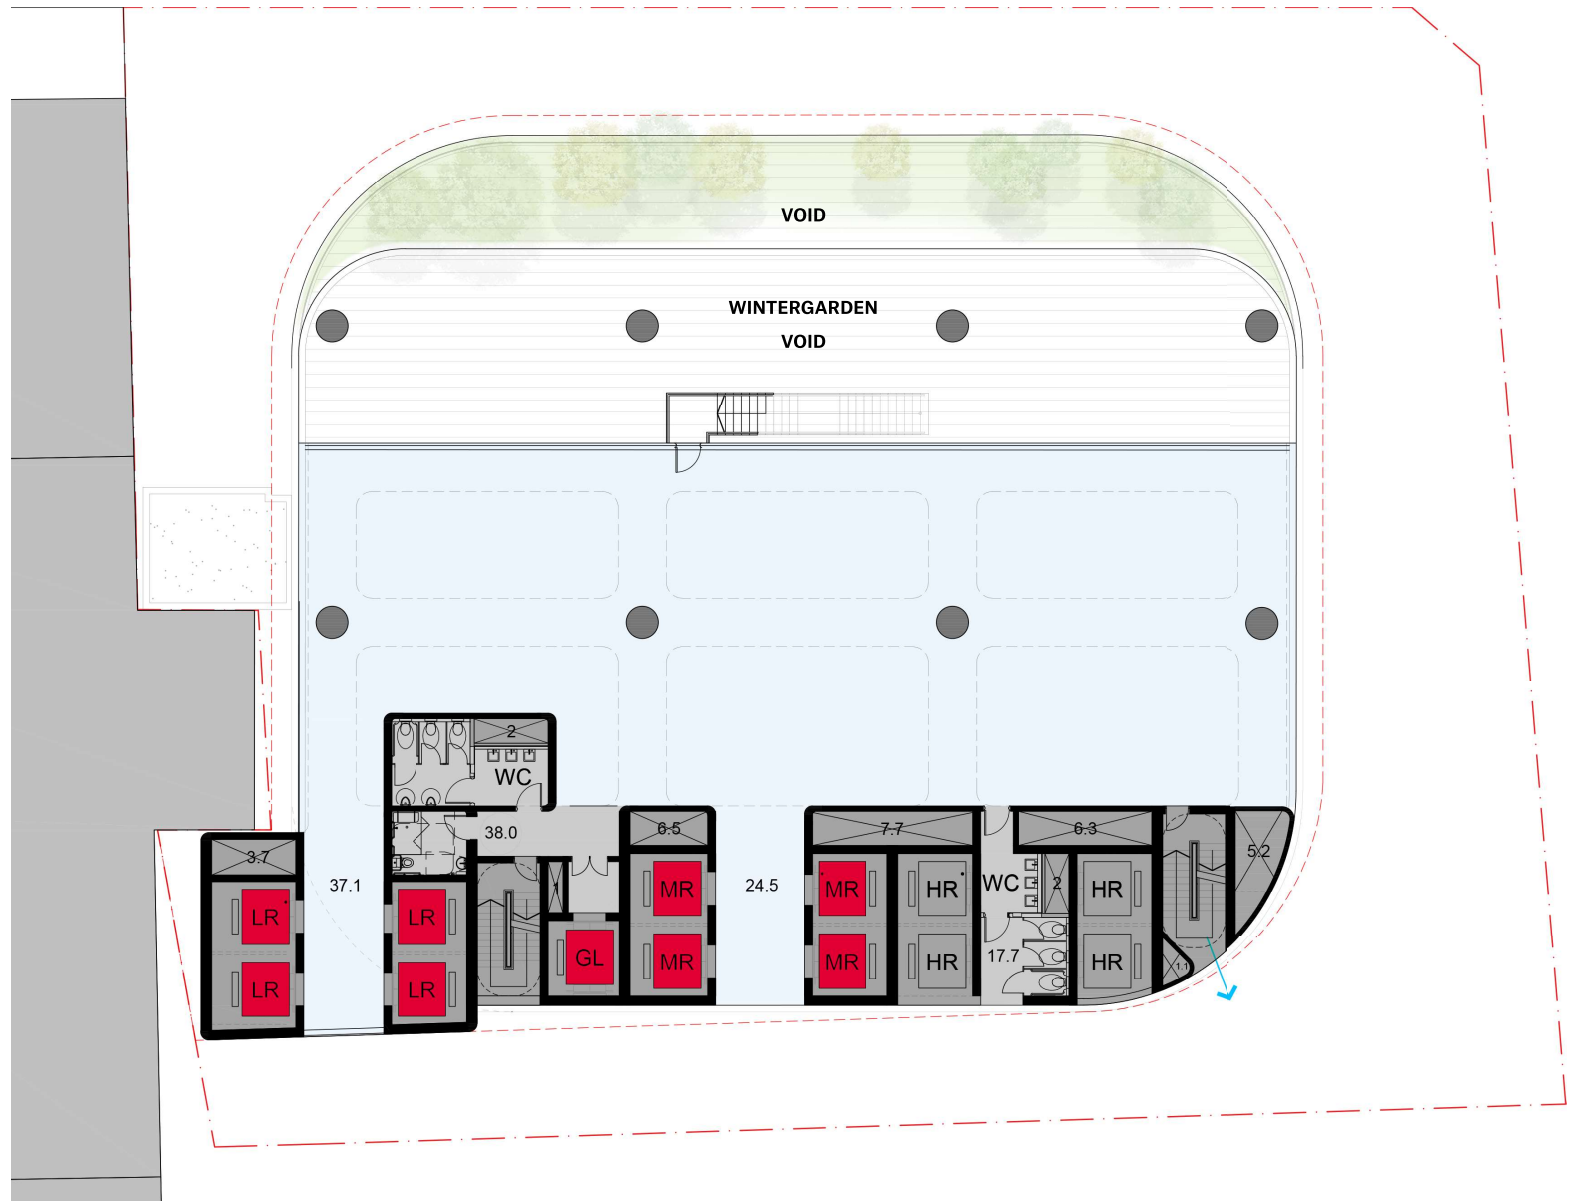 VOID
WINTERGARDEN
VOID
2
WC
38.0
6.5
7.7
6.3
5.2
3.7
37.1
1
24.5
WC
2
LR
LR
MR
MR
HR
HR
GL
17.7
LR
LR
MR
MR
HR
HR
1.1